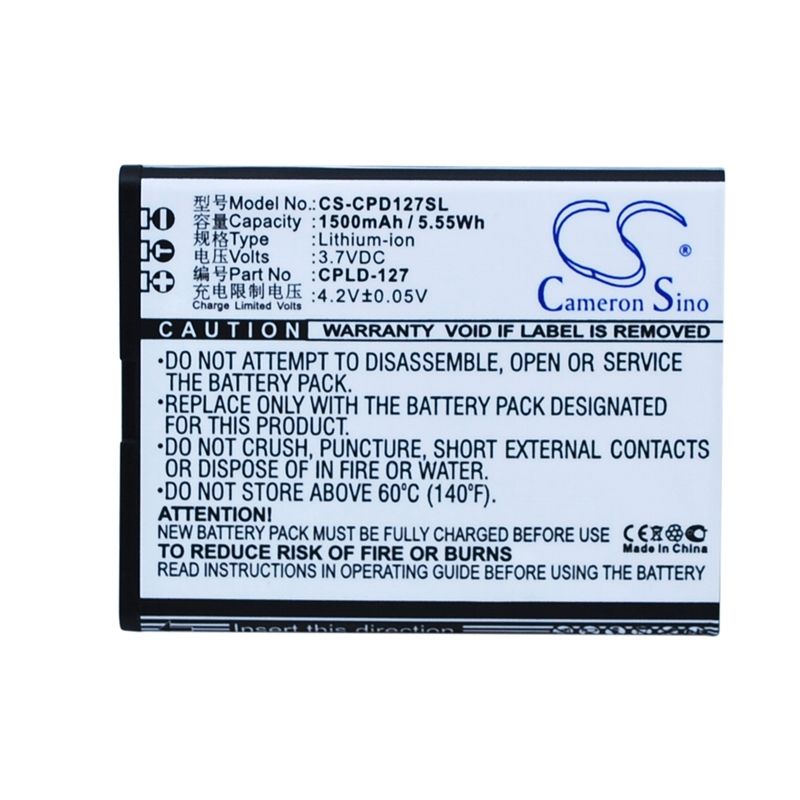 型号Model No.:CS-CPD127SL
容量Capacity :1500mAh / 5.55Wh
类型Type :Lithium-ion
电压Volts :3.7VDC
编号Part No. :CPLD-127
充电限制电压:4.2V±0.05V
Charge Limited Volts
CS ®
Cameron Sino
CAUTION WARRANTY VOID IF LABEL IS REMOVED
•DO NOT ATTEMPT TO DISASSEMBLE, OPEN OR SERVICE
THE BATTERY PACK.
•REPLACE ONLY WITH THE BATTERY PACK DESIGNATED
FOR THIS PRODUCT.
•DO NOT CRUSH, PUNCTURE, SHORT EXTERNAL CONTACTS
OR DISPOSE OF IN FIRE OR WATER.
•DO NOT STORE ABOVE 60°C (140°F).
ATTENTION!
NEW BATTERY PACK MUST BE FULLY CHARGED BEFORE USE
TO REDUCE RISK OF FIRE OR BURNS
READ INSTRUCTIONS IN OPERATING GUIDE BEFORE USING THE BATTERY
CE
Made in China
Insert this direction